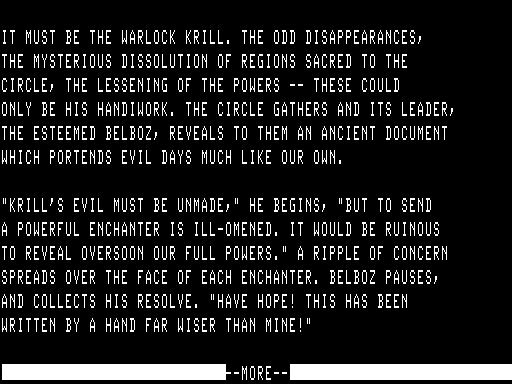 IT MUST BE THE WARLOCK KRILL. THE ODD DISAPPEARANCES,
THE MYSTERIOUS DISSOLUTION OF REGIONS SACRED TO THE
CIRCLE, THE LESSENING OF THE POWERS -- THESE COULD
ONLY BE HIS HANDIWORK. THE CIRCLE GATHERS AND ITS LEADER,
THE ESTEEMED BELBOZ, REVEALS TO THEM AN ANCIENT DOCUMENT
WHICH PORTENDS EVIL DAYS MUCH LIKE OUR OWN.
"KRILL'S EVIL MUST BE UNMADE," HE BEGINS, "BUT TO SEND
A POWERFUL ENCHANTER IS ILL-OMENED. IT WOULD BE RUINOUS
TO REVEAL OVERSOON OUR FULL POWERS." A RIPPLE OF CONCERN
SPREADS OVER THE FACE OF EACH ENCHANTER. BELBOZ PAUSES,
AND COLLECTS HIS RESOLVE. "HAVE HOPE! THIS HAS BEEN
WRITTEN BY A HAND FAR WISER THAN MINE!"
--MORE--